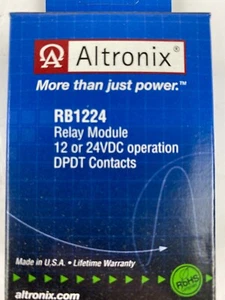 Altronix®
More than just power.™
RB1224
Relay Module
12 or 24VDC operation
DPDT Contacts
Made in U.S.A. • Lifetime Warranty
RoHS
altronix.com